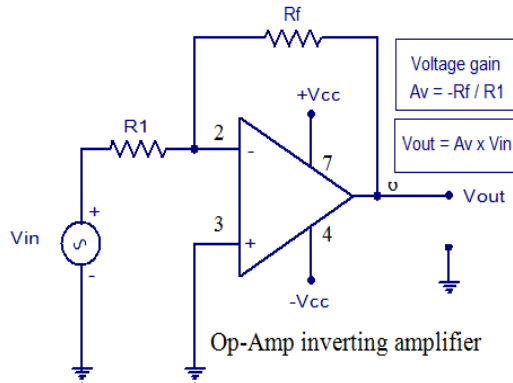 Rf
Voltage gain
Av = -Rf / R1
+Vcc
R1
2
-
7
Vout = Av x Vin
6
Vout
+
3
+
4
Vin
S
-
-Vcc
Op-Amp inverting amplifier